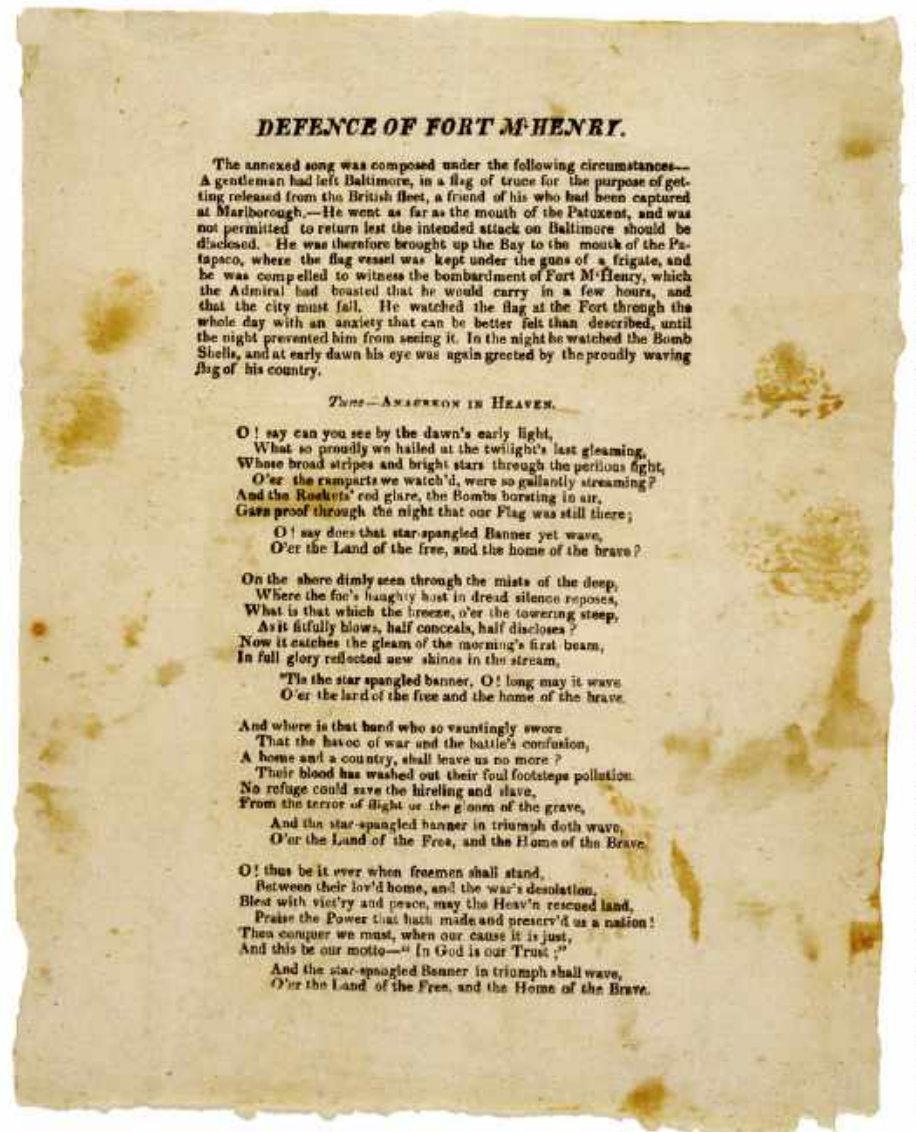 DEFENCE OF FORT M'HENRY.
The annexed song was composed under the following circumstances—
A gentleman had left Baltimore, in a flag of truce for the purpose of get-
ting released from the British fleet, a friend of his who had been captured
at Marlborough.—He went as far as the mouth of the Patuxent, and was
not permitted to return lest the intended attack on Baltimore should be
disclosed. He was therefore brought up the Bay to the mouth of the Pa-
tapsco, where the flag vessel was kept under the guns of a frigate, and
he was compelled to witness the bombardment of Fort M'Henry, which
the Admiral had boasted that he would carry in a few hours, and
that the city must fall. He watched the flag at the Fort through the
whole day with an anxiety that can be better felt than described, until
the night prevented him from seeing it. In the night he watched the Bomb
Shells, and at early dawn his eye was again greeted by the proudly waving
flag of his country.
Tune—ANACREON IN HEAVEN.
O! say can you see by the dawn's early light,
What so proudly we hailed at the twilight's last gleaming,
Whose broad stripes and bright stars through the perilous fight,
O'er the ramparts we watch'd, were so gallantly streaming?
And the Rockets' red glare, the Bombs bursting in air,
Gave proof through the night that our Flag was still there;
O! say does that star-spangled Banner yet wave,
O'er the Land of the free, and the home of the brave?
On the shore dimly seen through the mists of the deep,
Where the foe's haughty host in dread silence reposes,
What is that which the breeze, o'er the towering steep,
As it fitfully blows, half conceals, half discloses?
Now it catches the gleam of the morning's first beam,
In full glory reflected new shines in the stream,
'Tis the star spangled banner, O! long may it wave
O'er the land of the free and the home of the brave.
And where is that band who so vauntingly swore
That the havoc of war and the battle's confusion,
A home and a country, shall leave us no more?
Their blood has washed out their foul footsteps pollution.
No refuge could save the hireling and slave,
From the terror of flight or the gloom of the grave,
And the star-spangled banner in triumph doth wave,
O'er the Land of the Free, and the Home of the Brave.
O! thus be it ever when freemen shall stand,
Between their lov'd home, and the war's desolation,
Blest with vict'ry and peace, may the Heav'n rescued land,
Praise the Power that hath made and preserv'd us a nation!
Then conquer we must, when our cause it is just,
And this be our motto—"In God is our Trust;"
And the star-spangled Banner in triumph shall wave,
O'er the Land of the Free, and the Home of the Brave.